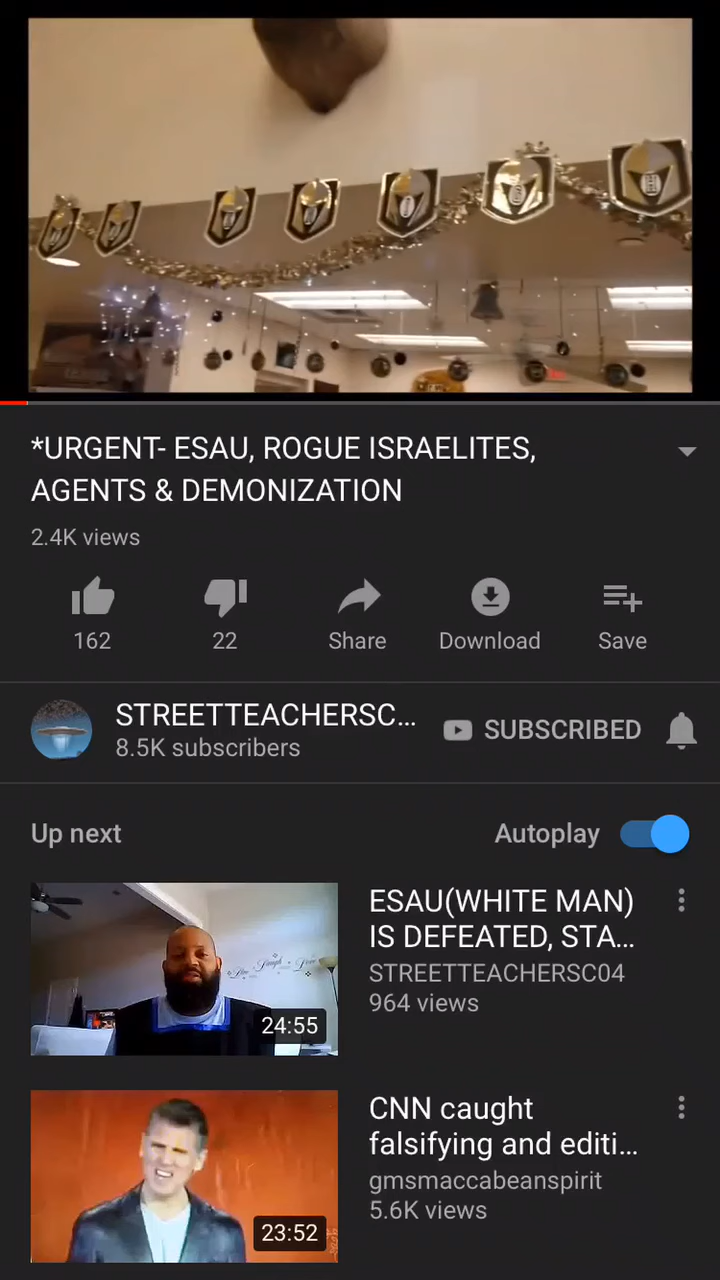 *URGENT- ESAU, ROGUE ISRAELITES,
AGENTS & DEMONIZATION
2.4K views
162
22
Share
Download
Save
STREETTEACHERSC...
8.5K subscribers
SUBSCRIBED
Up next
Autoplay
24:55
ESAU(WHITE MAN)
IS DEFEATED, STA...
STREETTEACHERSC04
964 views
23:52
CNN caught
falsifying and editi...
gmsmaccabeanspirit
5.6K views